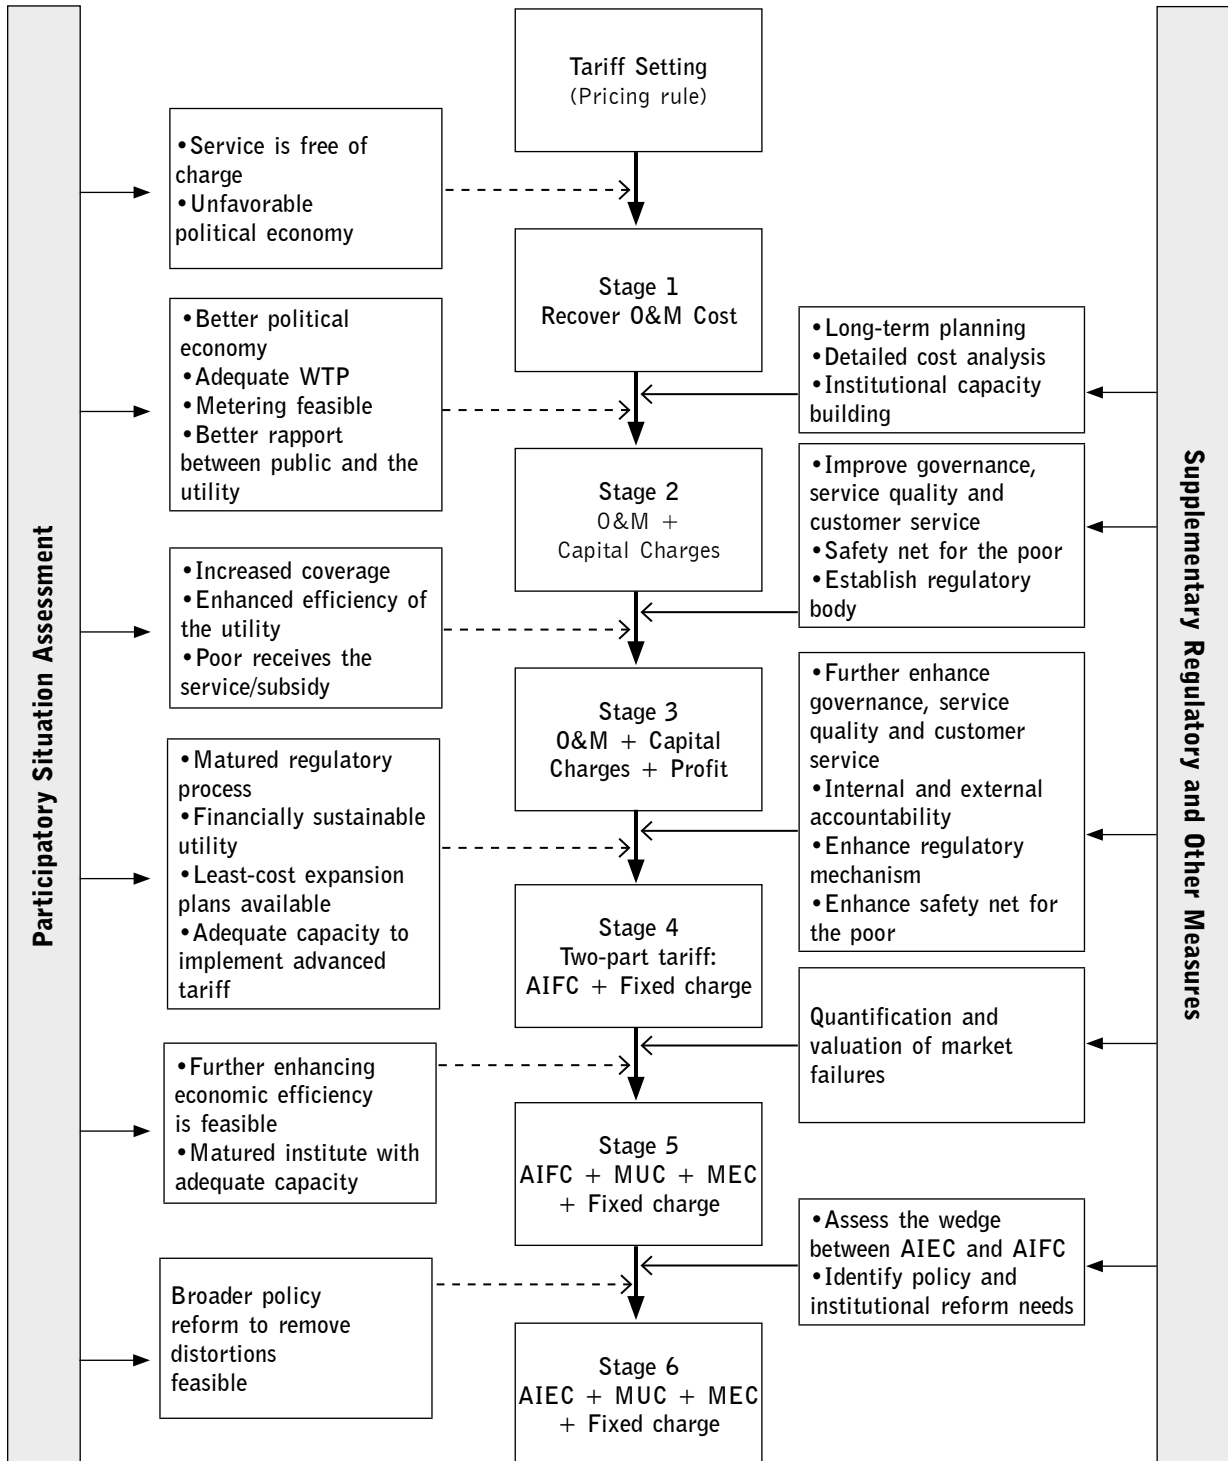 Participatory Situation Assessment
Tariff Setting
(Pricing rule)
•Service is free of
charge
•Unfavorable
political economy
Stage 1
Recover O&M Cost
•Better political
economy
•Adequate WTP
•Metering feasible
•Better rapport
between public and the
utility
•Long-term planning
•Detailed cost analysis
•Institutional capacity
building
Stage 2
O&M +
Capital Charges
•Improve governance,
service quality and
customer service
•Safety net for the poor
•Establish regulatory
body
•Increased coverage
•Enhanced efficiency of
the utility
•Poor receives the
service/subsidy
Stage 3
O&M + Capital
Charges + Profit
•Further enhance
governance, service
quality and customer
service
•Internal and external
accountability
•Enhance regulatory
mechanism
•Enhance safety net for
the poor
•Matured regulatory
process
•Financially sustainable
utility
•Least-cost expansion
plans available
•Adequate capacity to
implement advanced
tariff
Stage 4
Two-part tariff:
AIFC + Fixed charge
Quantification and
valuation of market
failures
•Further enhancing
economic efficiency
is feasible
•Matured institute with
adequate capacity
Stage 5
AIFC + MUC + MEC
+ Fixed charge
•Assess the wedge
between AIEC and AIFC
•Identify policy and
institutional reform needs
Broader policy
reform to remove
distortions
feasible
Stage 6
AIEC + MUC + MEC
+ Fixed charge
Supplementary Regulatory and Other Measures